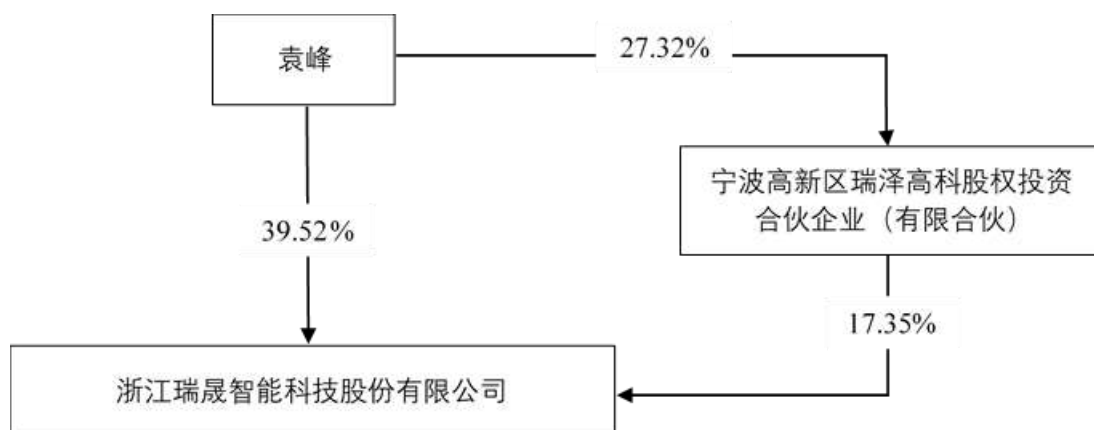 袁峰
27.32%
宁波高新区瑞泽高科股权投资
合伙企业（有限合伙）
39.52%
17.35%
浙江瑞晟智能科技股份有限公司